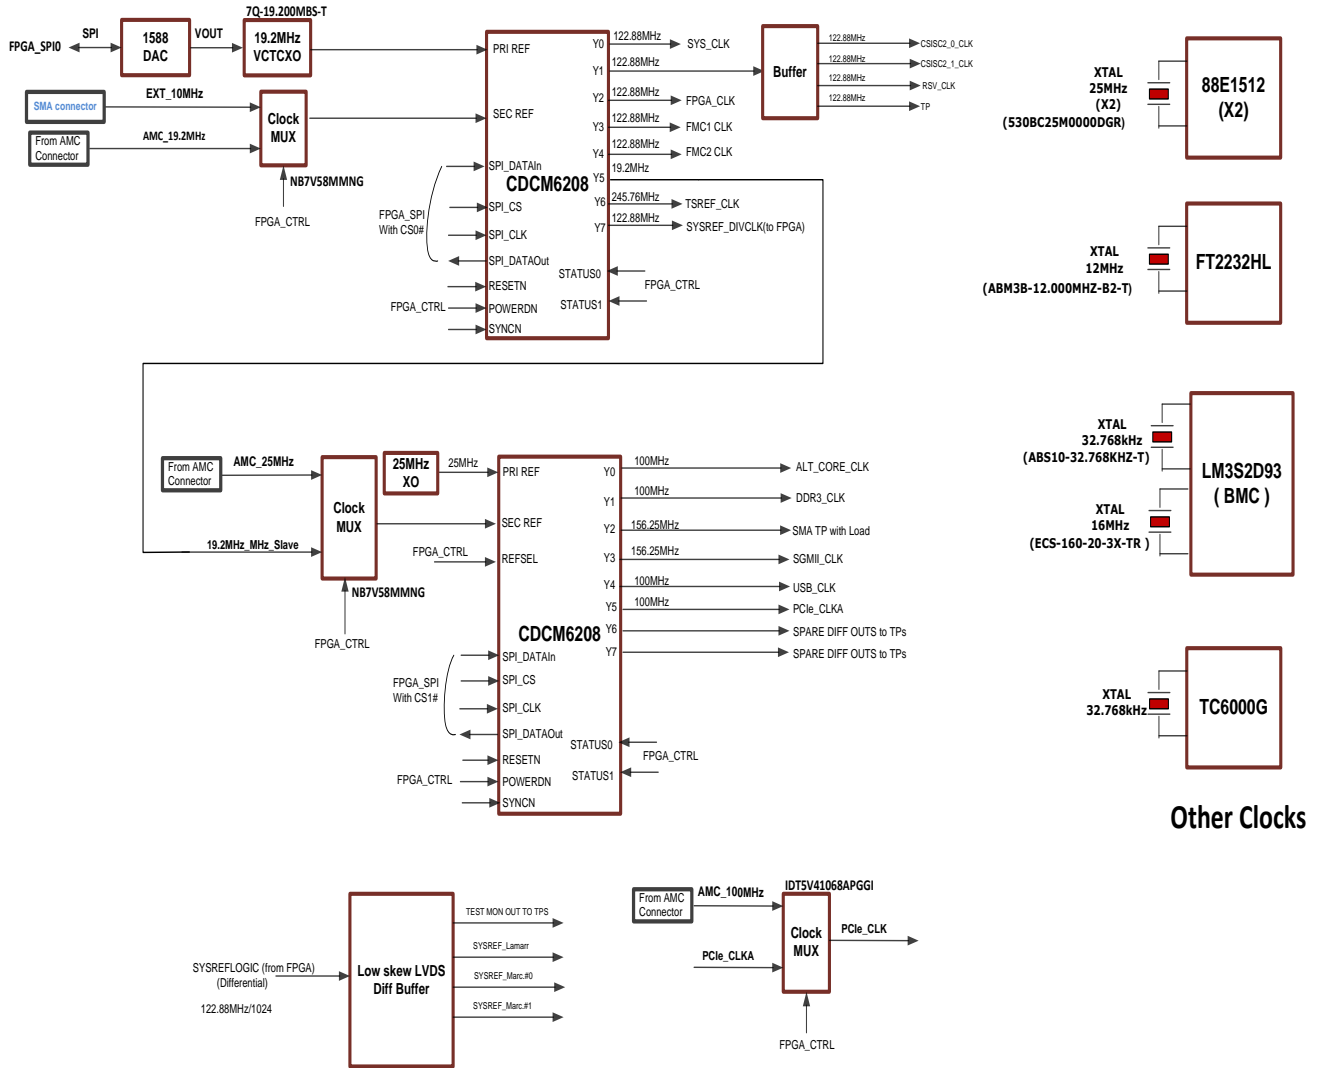 7Q-19.200MBS-T
FPGA_SPI0
SPI
1588
DAC
VOUT
19.2MHz
VCTCXO
SMA connector
EXT_10MHz
From AMC
Connector
AMC_19.2MHz
Clock
MUX
NB7V58MMNG
FPGA_CTRL
PRI REF
SEC REF
SPI_DATAIn
CDCM6208
SPI_CS
SPI_CLK
SPI_DATAOut
RESETN
POWERDN
SYNCN
FPGA_SPI
With CS0#
FPGA_CTRL
STATUS0
STATUS1
FPGA_CTRL
Y0 122.88MHz SYS_CLK
Y1 122.88MHz
Y2 122.88MHz FPGA_CLK
Y3 122.88MHz FMC1 CLK
Y4 122.88MHz FMC2 CLK
Y5 19.2MHz
Y6 245.76MHz TSREF_CLK
Y7 122.88MHz SYSREF_DIVCLK(to FPGA)
Buffer
122.88MHz CSISC2_0_CLK
122.88MHz CSISC2_1_CLK
122.88MHz RSV_CLK
122.88MHz TP
XTAL
25MHz
(X2)
(530BC25M0000DGR)
88E1512
(X2)
XTAL
12MHz
(ABM3B-12.000MHZ-B2-T)
FT2232HL
XTAL
32.768kHz
(ABS10-32.768KHZ-T)
XTAL
16MHz
(ECS-160-20-3X-TR )
LM3S2D93
( BMC )
XTAL
32.768kHz
TC6000G
Other Clocks
From AMC
Connector
AMC_25MHz
19.2MHz_MHz_Slave
Clock
MUX
NB7V58MMNG
FPGA_CTRL
25MHz
XO
25MHz
PRI REF
SEC REF
FPGA_CTRL
REFSEL
CDCM6208
SPI_DATAIn
SPI_CS
SPI_CLK
SPI_DATAOut
RESETN
POWERDN
SYNCN
FPGA_SPI
With CS1#
FPGA_CTRL
STATUS0
STATUS1
FPGA_CTRL
Y0 100MHz ALT_CORE_CLK
Y1 100MHz DDR3_CLK
Y2 156.25MHz SMA TP with Load
Y3 156.25MHz SGMII_CLK
Y4 100MHz USB_CLK
Y5 100MHz PCIe_CLKA
Y6 SPARE DIFF OUTS to TPs
Y7 SPARE DIFF OUTS to TPs
SYSREFLOGIC (from FPGA)
(Differential)
122.88MHz/1024
Low skew LVDS
Diff Buffer
TEST MON OUT TO TPS
SYSREF_Lamarr
SYSREF_Marc.#0
SYSREF_Marc.#1
From AMC
Connector
AMC_100MHz
IDT5V41068APGGI
PCIe_CLKA
Clock
MUX
PCIe_CLK
FPGA_CTRL